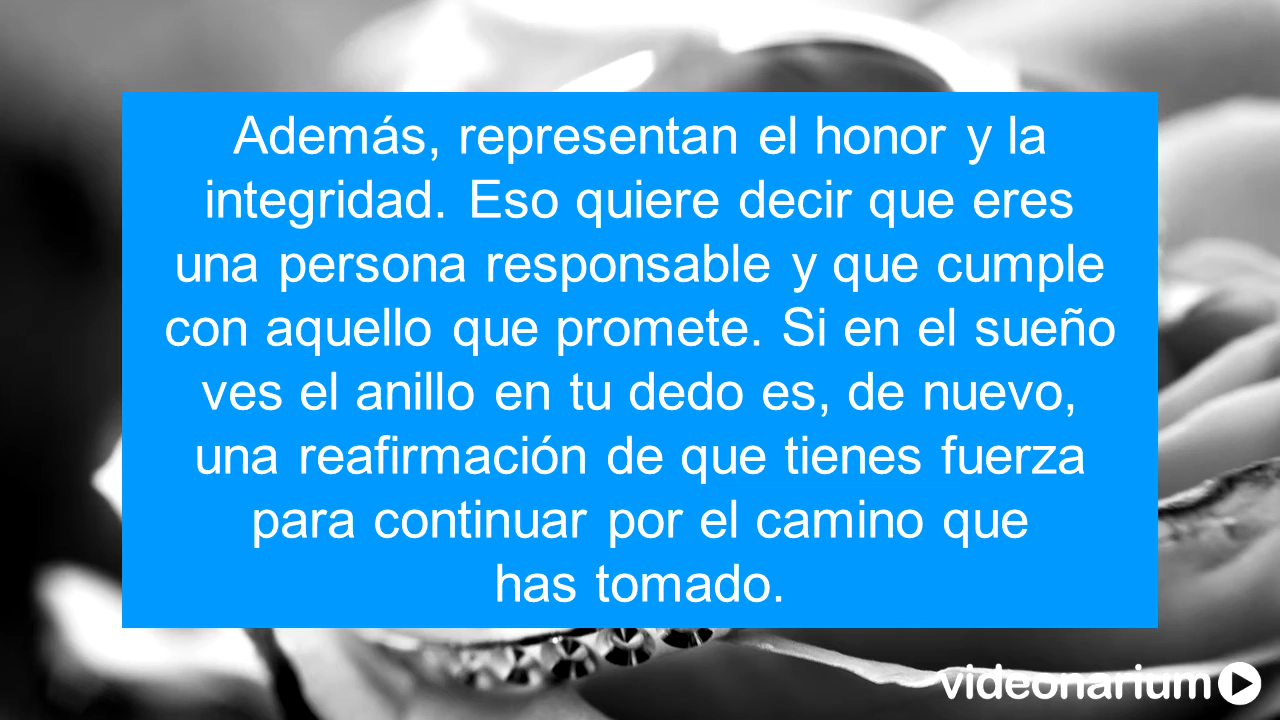 Además, representan el honor y la
integridad. Eso quiere decir que eres
una persona responsable y que cumple
con aquello que promete. Si en el sueño
ves el anillo en tu dedo es, de nuevo,
una reafirmación de que tienes fuerza
para continuar por el camino que
has tomado.
videonarium